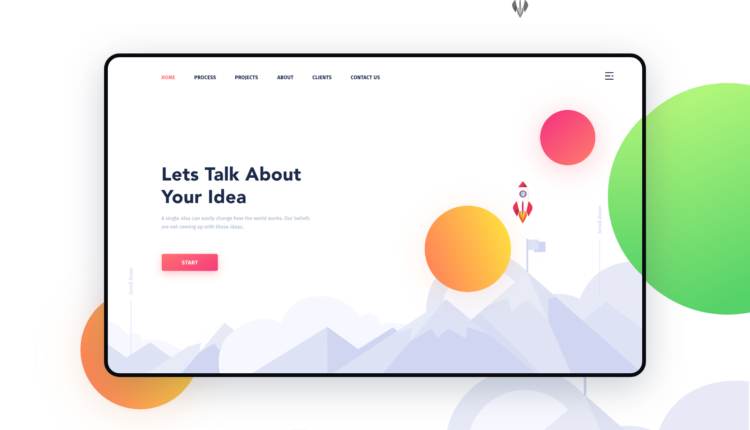 HOME PROCESS PROJECTS ABOUT CLIENTS CONTACT US
Lets Talk About
Your Idea
A single idea can easily change how the world works. Our beliefs
are not coming up with those ideas,
START
Scroll Down
Scroll Down